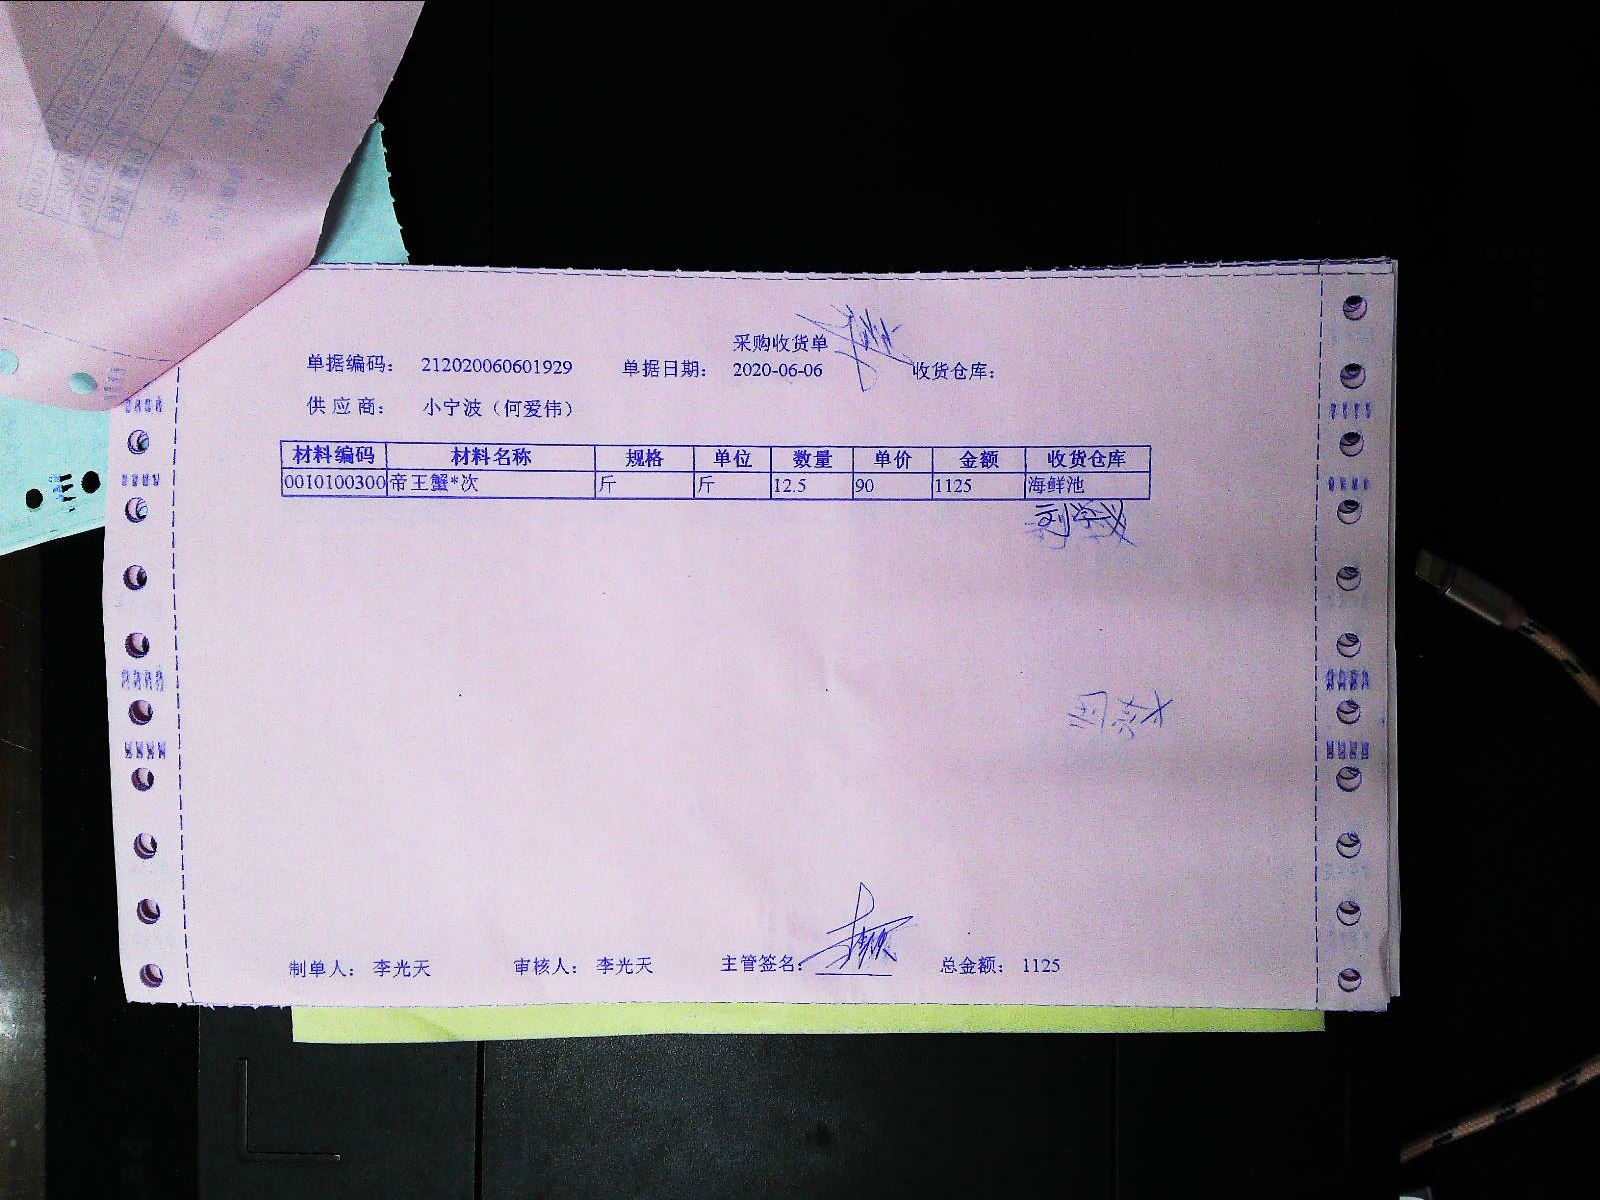 采购收货单
单据编码： 212020060601929 单据日期： 2020-06-06 收货仓库：
供应商： 小宁波（何爱伟）
材料编码 材料名称 规格 单位 数量 单价 金额 收货仓库
0010100300 帝王蟹*次 斤 斤 12.5 90 1125 海鲜池
制单人： 李光天 审核人： 李光天 主管签名： 总金额： 1125